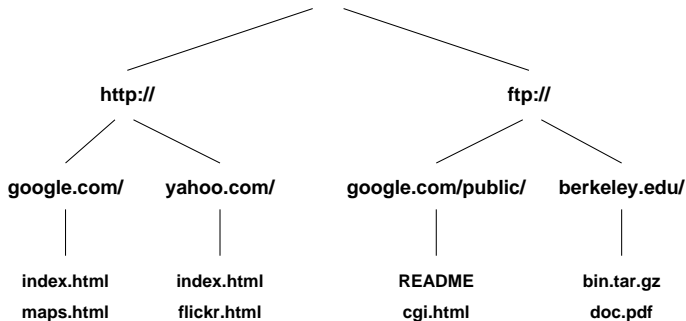 http:// ftp://
google.com/ yahoo.com/ google.com/public/ berkeley.edu/
index.html index.html README bin.tar.gz
maps.html flickr.html cgi.html doc.pdf